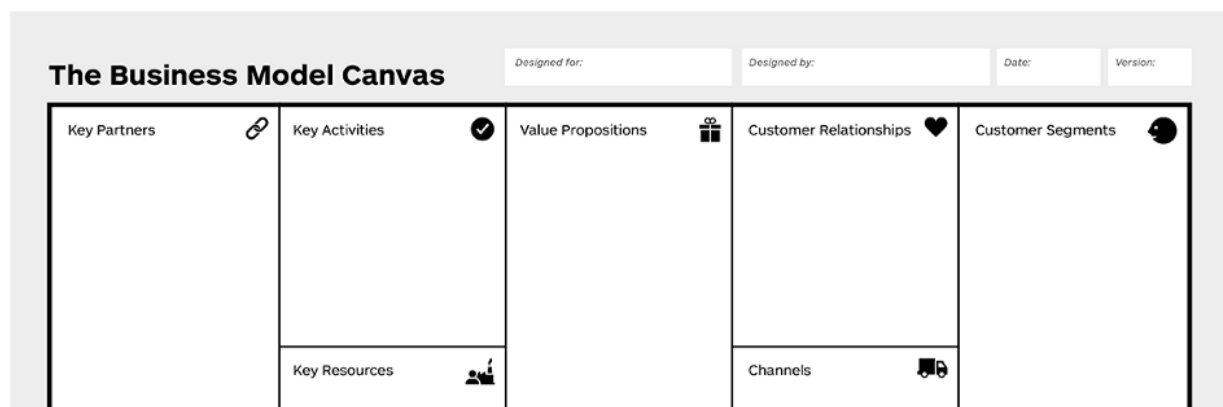 The Business Model Canvas
Designed for:
Designed by:
Date:
Version:
Key Partners
Key Activities
Value Propositions
Customer Relationships
Customer Segments
Key Resources
Channels